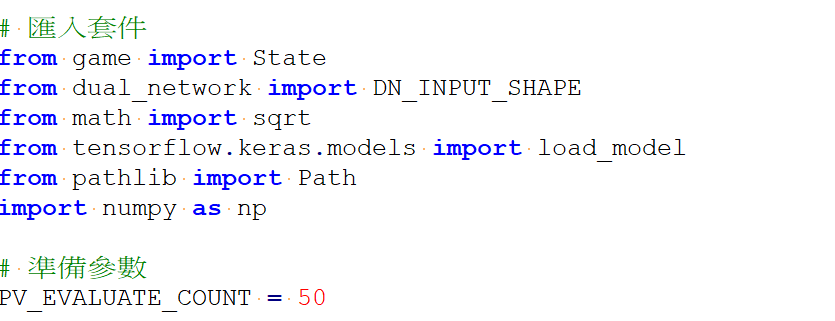 # 匯入套件
from game import State
from dual_network import DN_INPUT_SHAPE
from math import sqrt
from tensorflow.keras.models import load_model
from pathlib import Path
import numpy as np
# 準備參數
PV_EVALUATE_COUNT = 50